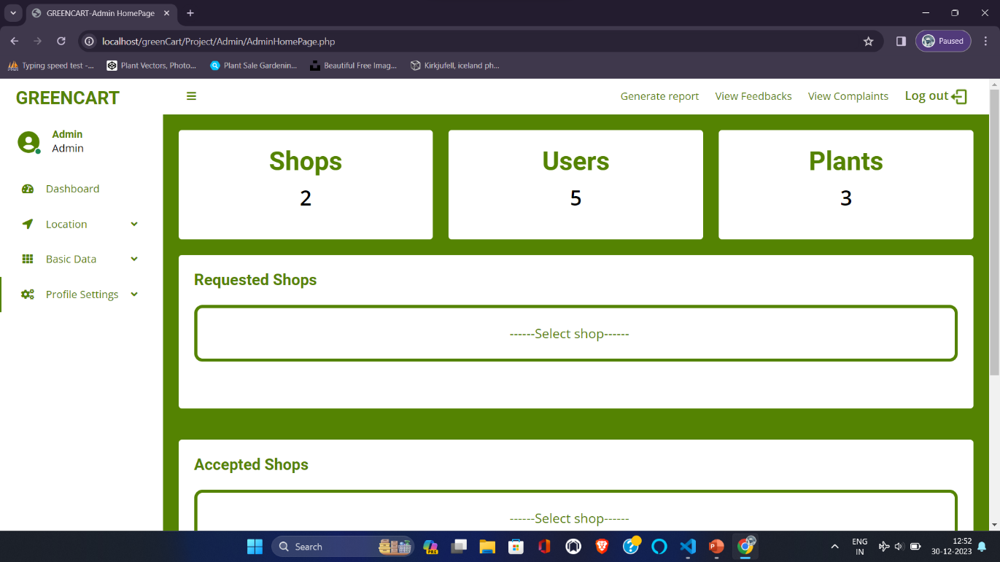 GREENCART-Admin HomePage
localhost/greenCart/Project/Admin/AdminHomePage.php
Paused
Typing speed test -...
Plant Vectors, Photo...
Plant Sale Gardenin...
Beautiful Free Imag...
Kirkjufell, iceland ph...
GREENCART
Generate report
View Feedbacks
View Complaints
Log out
Admin
Admin
Dashboard
Location
Basic Data
Profile Settings
Shops
2
Users
5
Plants
3
Requested Shops
------Select shop------
Accepted Shops
------Select shop------
Search
PRE
ENG
IN
12:52
30-12-2023